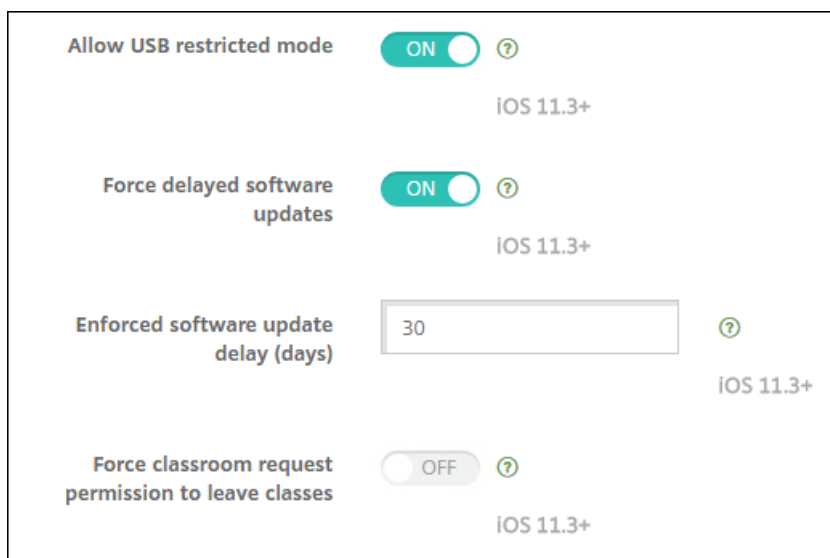 Allow USB restricted mode ON ?
iOS 11.3+
Force delayed software
updates ON ?
iOS 11.3+
Enforced software update
delay (days) 30 ?
iOS 11.3+
Force classroom request
permission to leave classes OFF ?
iOS 11.3+